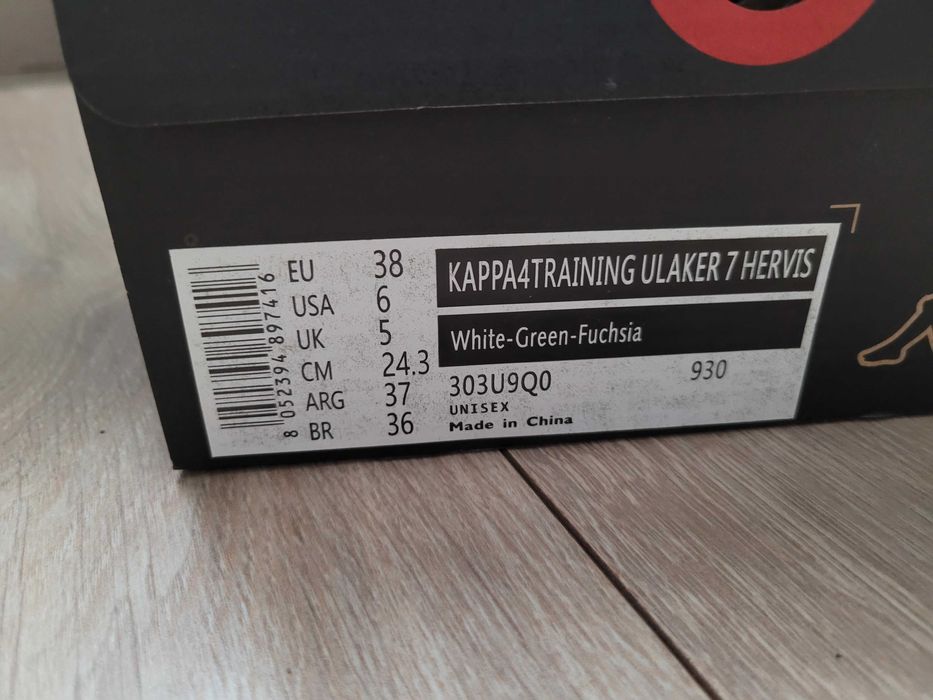 EU 38
USA 6
UK 5
CM 24.3
ARG 37
BR 36
8 052394 897416
KAPPA4TRAINING ULAKER 7 HERVIS
White-Green-Fuchsia
303U9Q0 930
UNISEX
Made in China